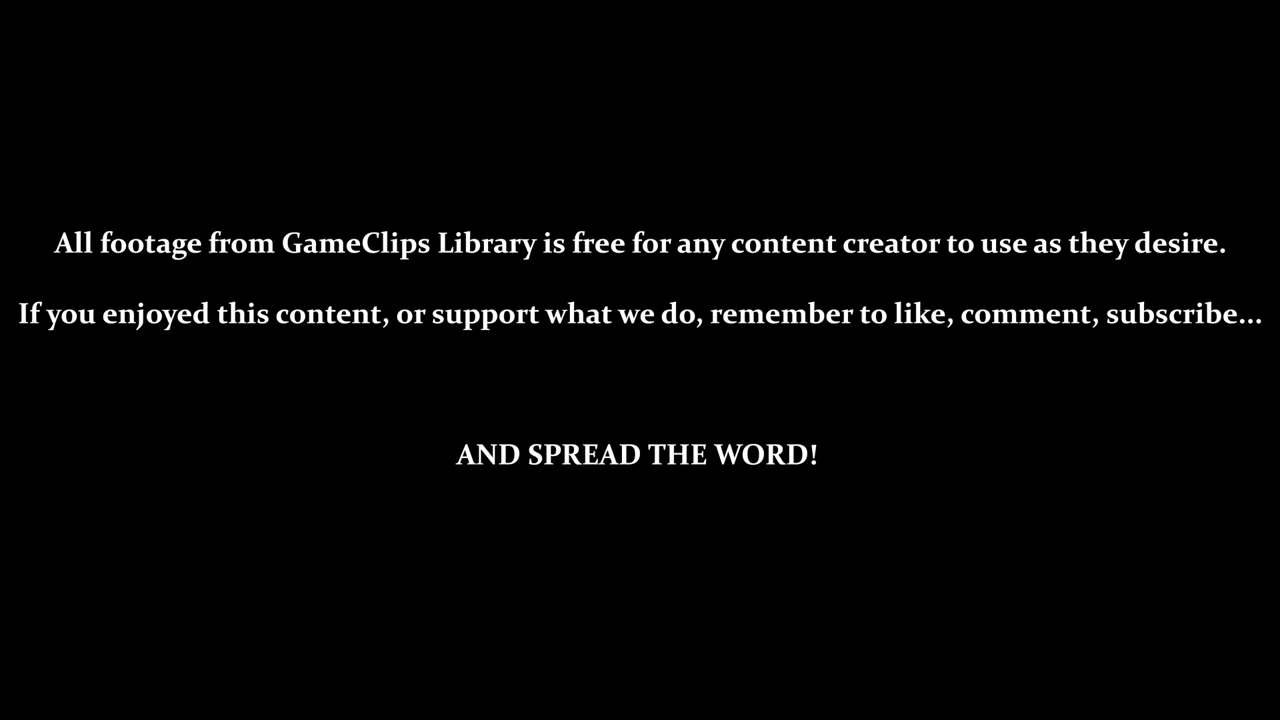 All footage from GameClips Library is free for any content creator to use as they desire.
If you enjoyed this content, or support what we do, remember to like, comment, subscribe...
AND SPREAD THE WORD!